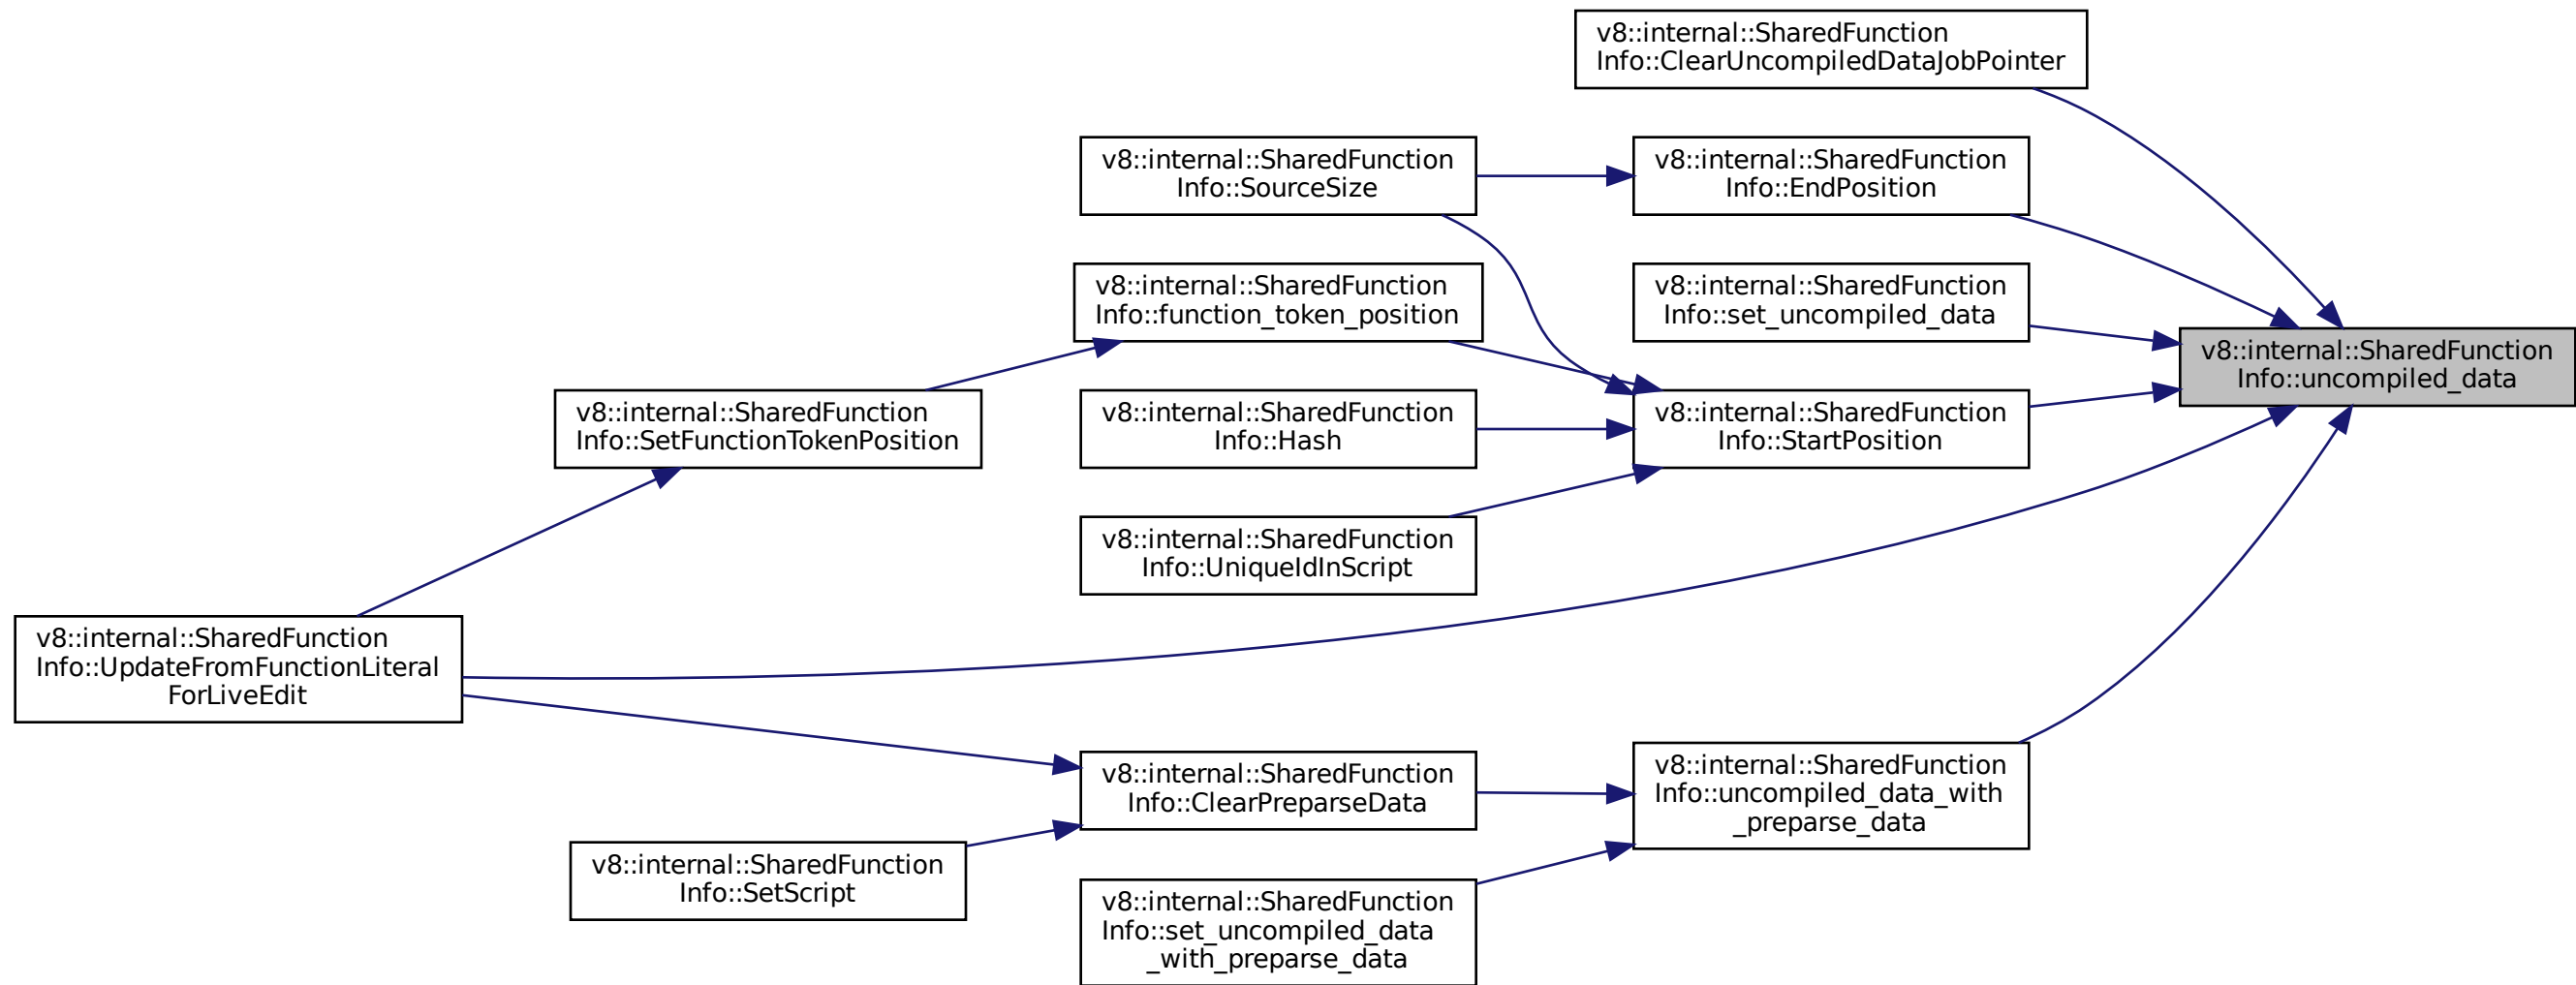 v8::internal::SharedFunction
Info::ClearUncompiledDataJobPointer
v8::internal::SharedFunction
Info::SourceSize
v8::internal::SharedFunction
Info::EndPosition
v8::internal::SharedFunction
Info::function_token_position
v8::internal::SharedFunction
Info::set_uncompiled_data
v8::internal::SharedFunction
Info::uncompiled_data
v8::internal::SharedFunction
Info::SetFunctionTokenPosition
v8::internal::SharedFunction
Info::Hash
v8::internal::SharedFunction
Info::StartPosition
v8::internal::SharedFunction
Info::UniqueIdInScript
v8::internal::SharedFunction
Info::UpdateFromFunctionLiteral
ForLiveEdit
v8::internal::SharedFunction
Info::ClearPreparseData
v8::internal::SharedFunction
Info::uncompiled_data_with
_preparse_data
v8::internal::SharedFunction
Info::SetScript
v8::internal::SharedFunction
Info::set_uncompiled_data
_with_preparse_data